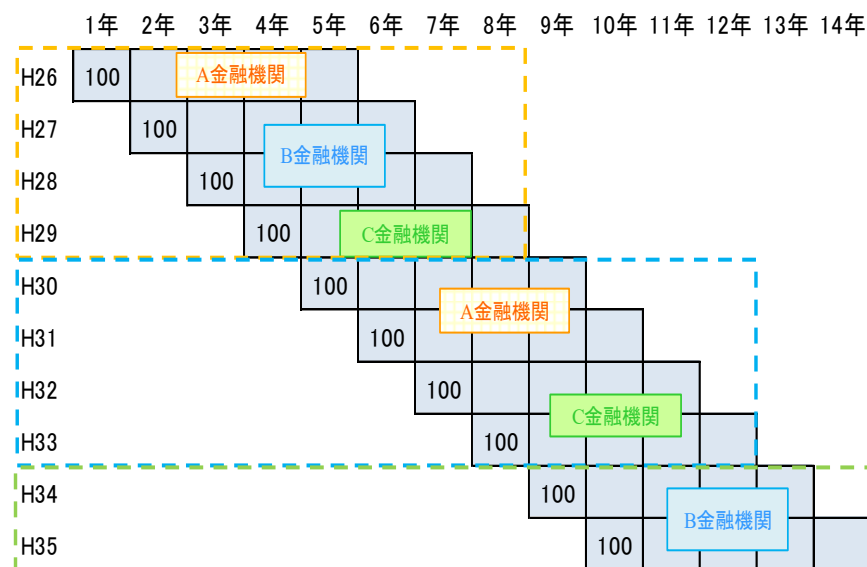 1年 2年 3年 4年 5年 6年 7年 8年 9年 10年 11年 12年 13年 14年
H26 100 A金融機関
H27 100
B金融機関
H28 100
H29 100 C金融機関
H30 100
A金融機関
H31 100
H32 100
C金融機関
H33 100
H34 100
B金融機関
H35 100